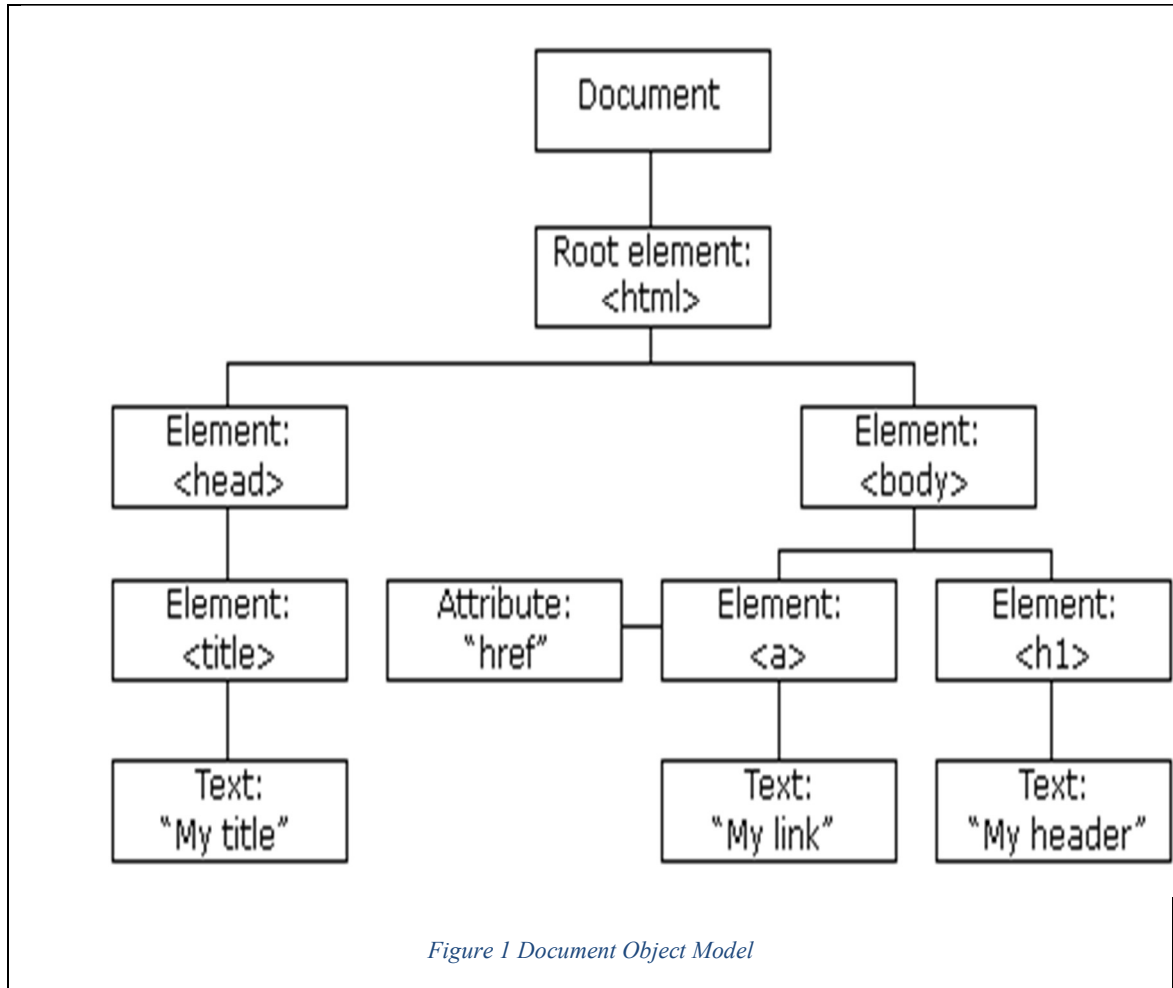 Document
Root element:
<html>
Element:
<head>
Element:
<body>
Element:
<title>
Attribute:
“href”
Element:
<a>
Element:
<h1>
Text:
“My title”
Text:
“My link”
Text:
“My header”
Figure 1 Document Object Model